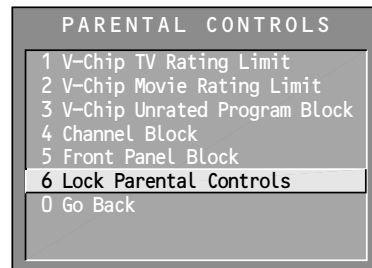 PARENTAL CONTROLS
1 V-Chip TV Rating Limit
2 V-Chip Movie Rating Limit
3 V-Chip Unrated Program Block
4 Channel Block
5 Front Panel Block
6 Lock Parental Controls
0 Go Back